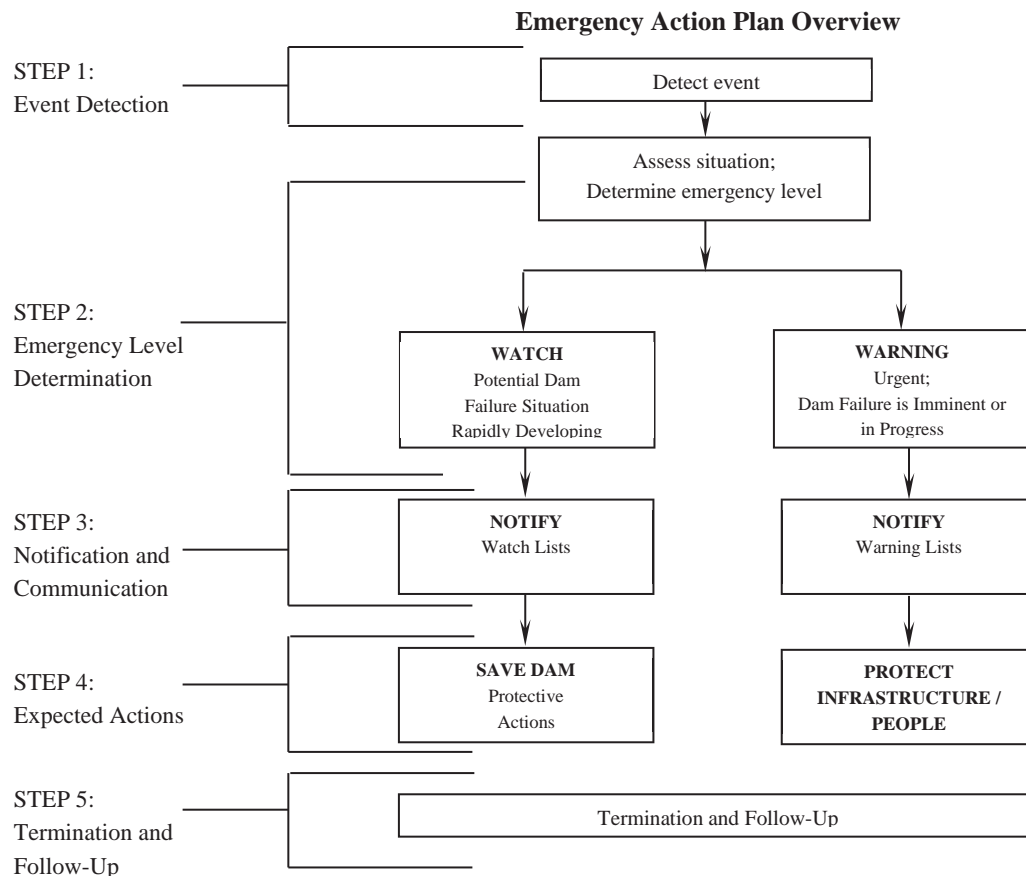 Emergency Action Plan Overview
STEP 1:
Event Detection
Detect event
Assess situation;
Determine emergency level
STEP 2:
Emergency Level
Determination
WATCH
Potential Dam
Failure Situation
Rapidly Developing
WARNING
Urgent;
Dam Failure is Imminent or
in Progress
STEP 3:
Notification and
Communication
NOTIFY
Watch Lists
NOTIFY
Warning Lists
STEP 4:
Expected Actions
SAVE DAM
Protective
Actions
PROTECT
INFRASTRUCTURE /
PEOPLE
STEP 5:
Termination and
Follow-Up
Termination and Follow-Up